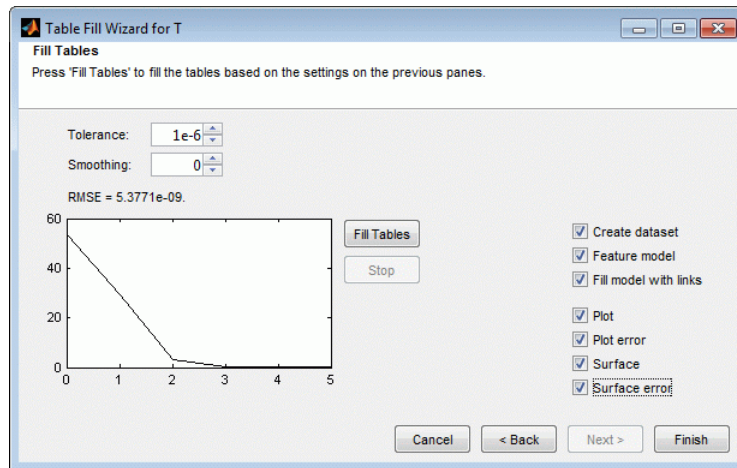 Table Fill Wizard for T
Fill Tables
Press 'Fill Tables' to fill the tables based on the settings on the previous panes.
Tolerance: 1e-6
Smoothing: 0
RMSE = 5.3771e-09.
60
40
20
0
0 1 2 3 4 5
Fill Tables
Stop
Create dataset
Feature model
Fill model with links
Plot
Plot error
Surface
Surface error
Cancel < Back Next > Finish